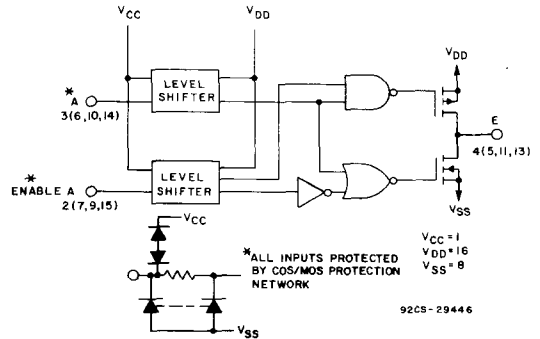 VCC
VDD
LEVEL SHIFTER
*
A
3(6,10,14)
VDD
E
4(5,11,13)
*
ENABLE A
2(7,9,15)
LEVEL SHIFTER
VSS
VCC
*ALL INPUTS PROTECTED
BY COS/MOS PROTECTION
NETWORK
VCC=1
VDD=16
VSS=8
VSS
92CS-29446